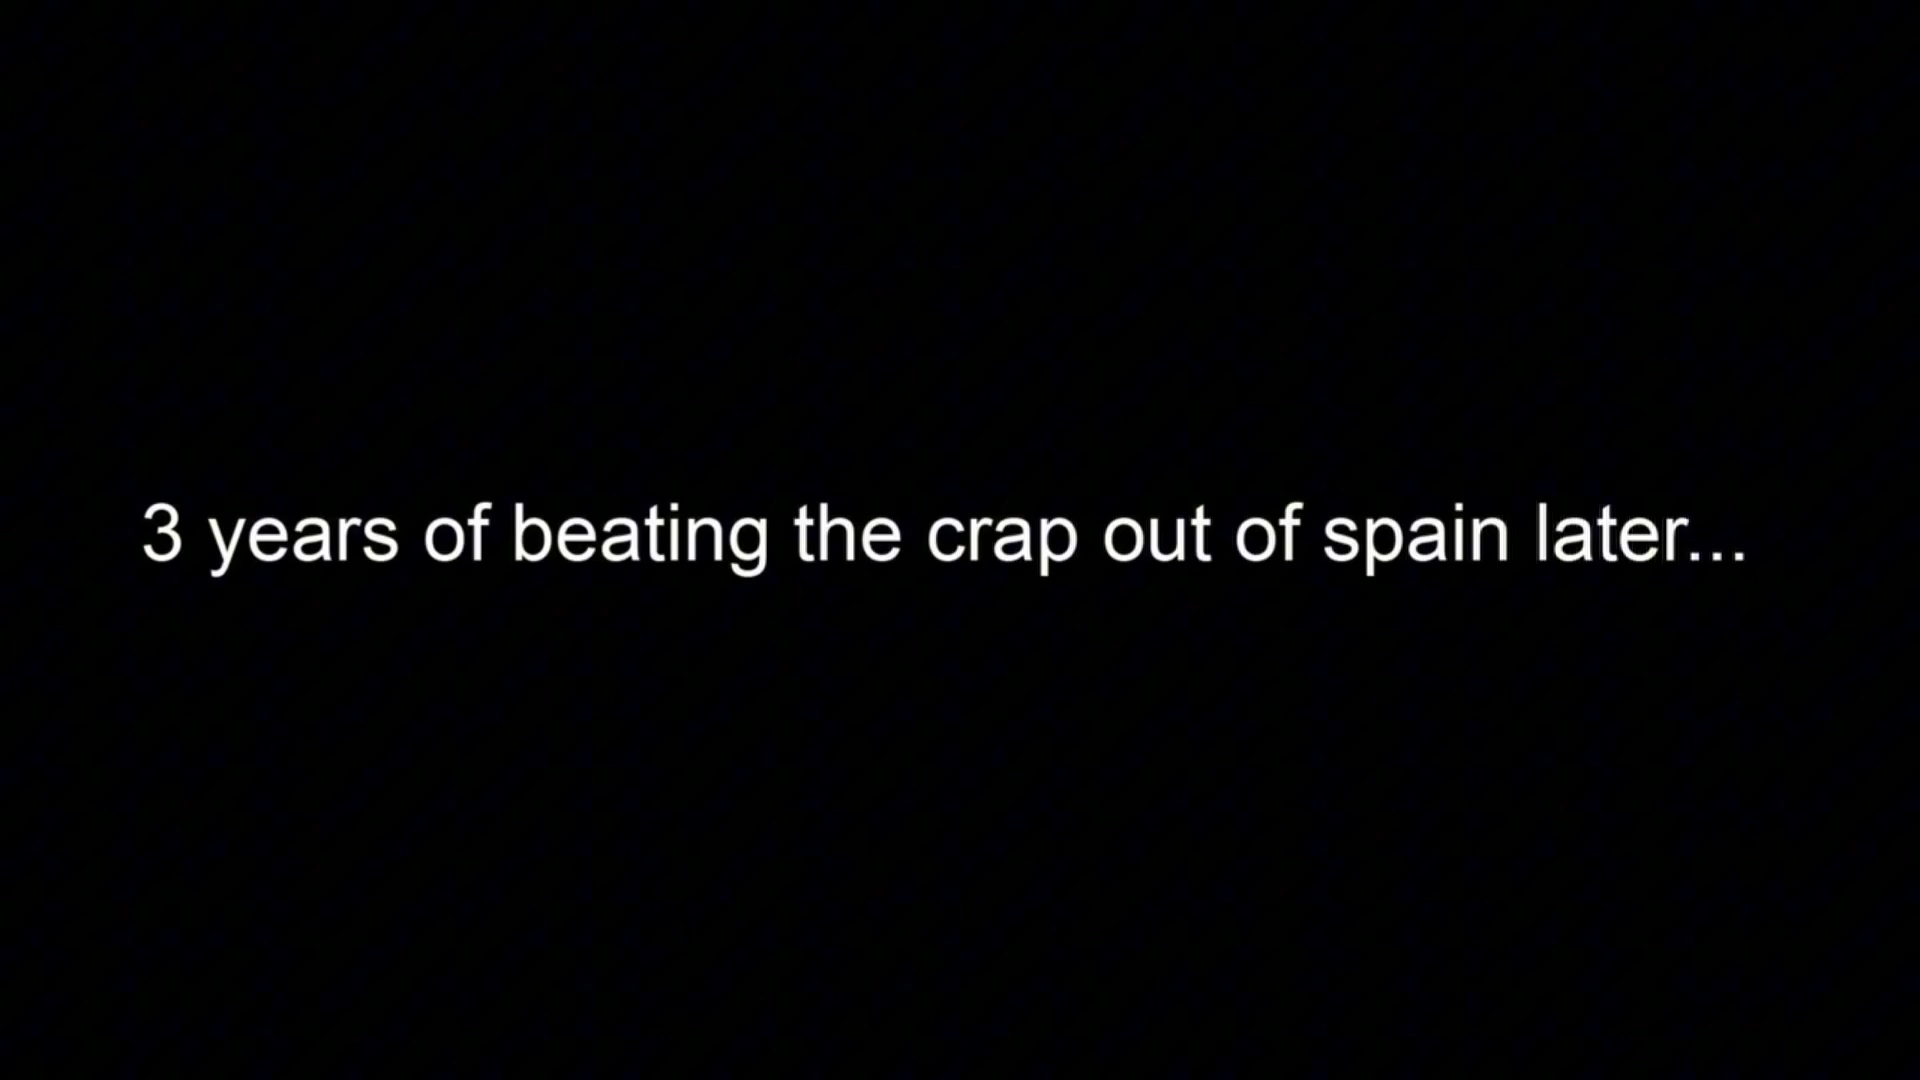 3 years of beating the crap out of spain later...